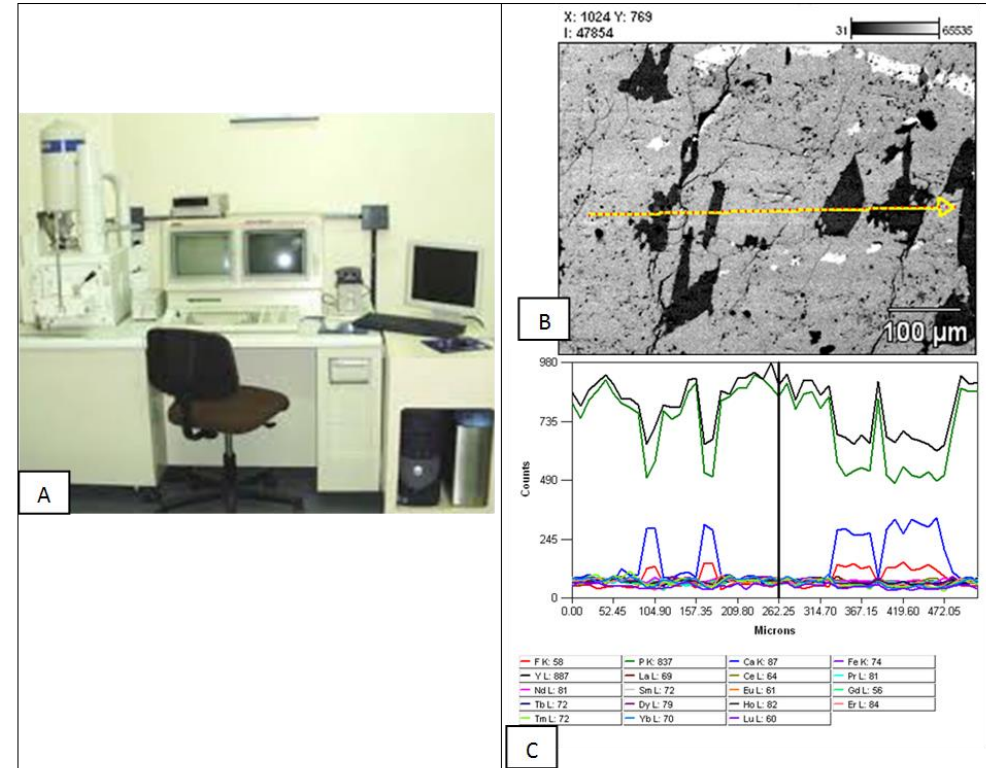 A
X: 1024 Y: 769
I: 47854
31 65535
B
100 µm
980
735
490
245
0
Counts
0.00 52.45 104.90 157.35 209.80 262.25 314.70 367.15 419.60 472.05
Microns
F K: 58 P K: 837 Ca K: 87 Fe K: 74
Y L: 887 La L: 69 Ce L: 64 Pr L: 81
Nd L: 81 Sm L: 72 Eu L: 61 Gd L: 56
Tb L: 72 Dy L: 79 Ho L: 82 Er L: 84
Tm L: 72 Yb L: 70 Lu L: 60
C